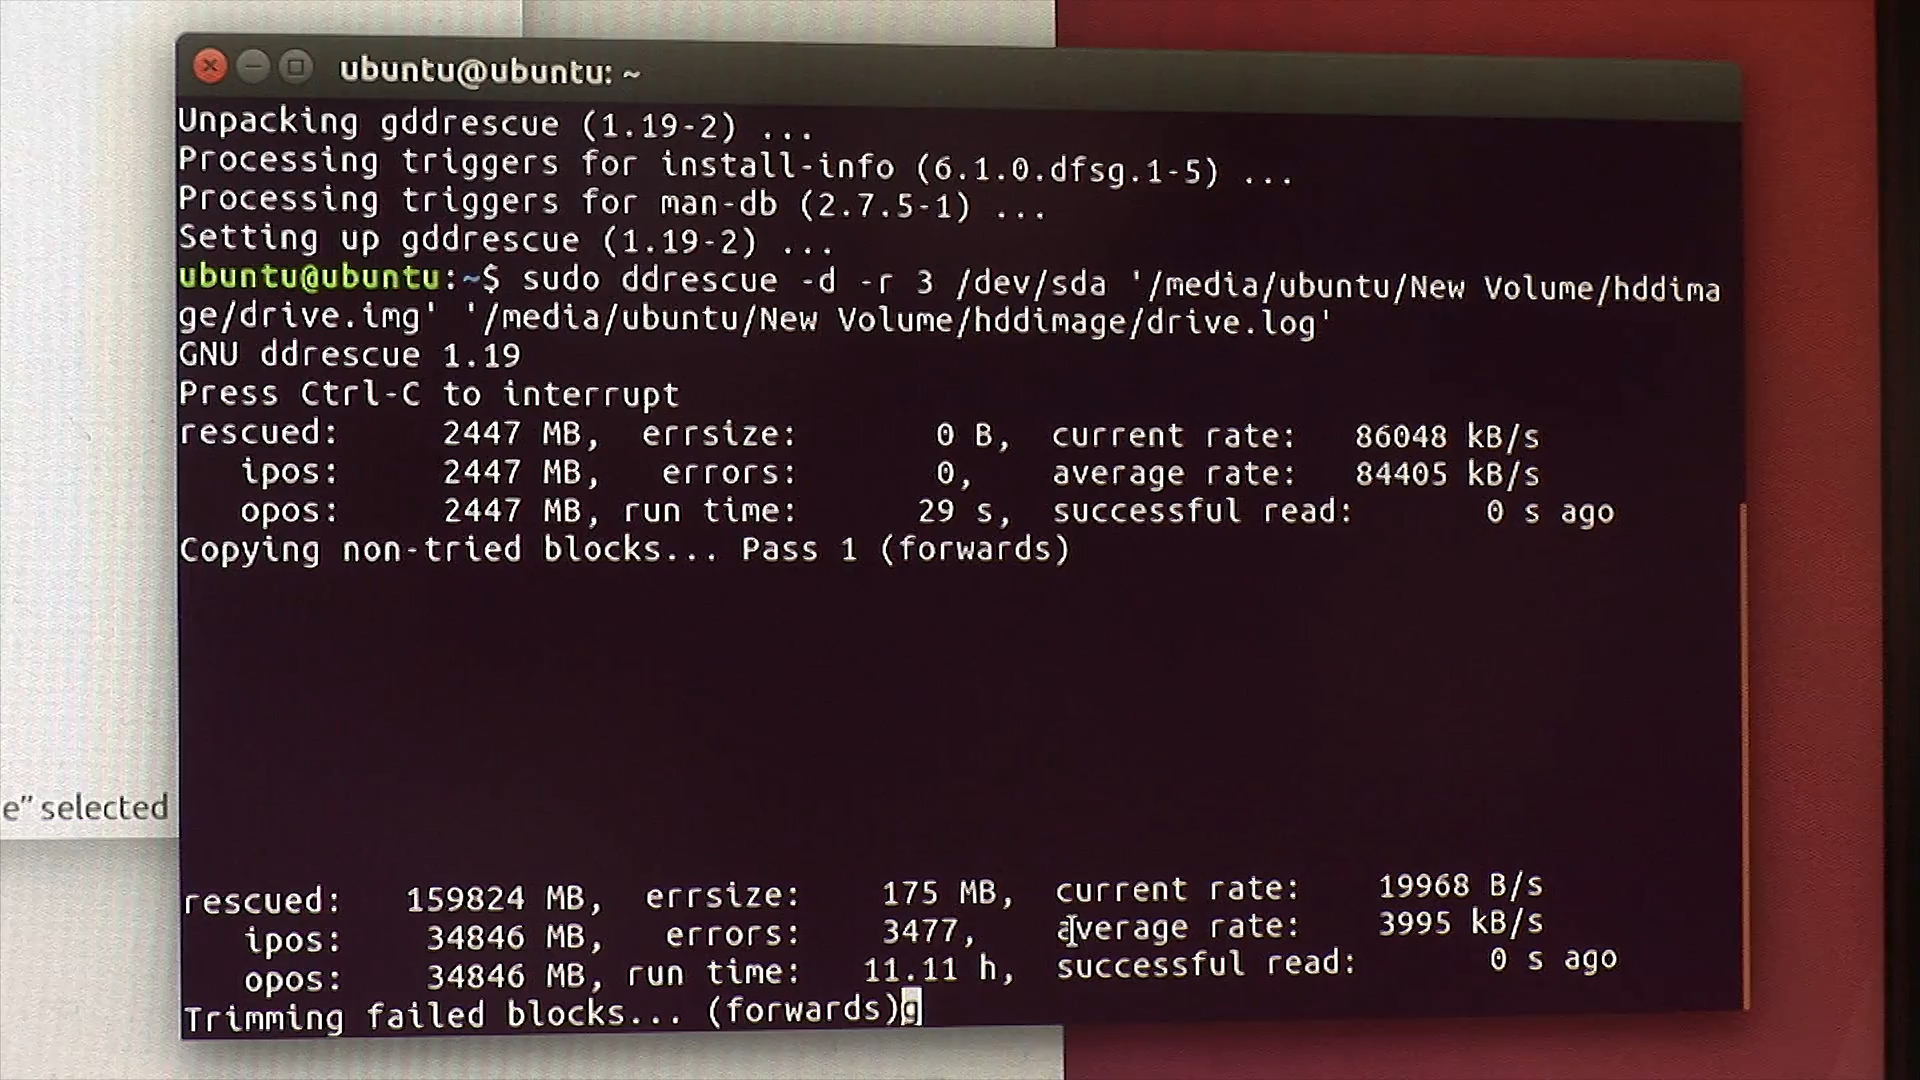 ubuntu@ubuntu: ~
Unpacking gddrescue (1.19-2) ...
Processing triggers for install-info (6.1.0.dfsg.1-5) ...
Processing triggers for man-db (2.7.5-1) ...
Setting up gddrescue (1.19-2) ...
ubuntu@ubuntu:~$ sudo ddrescue -d -r 3 /dev/sda '/media/ubuntu/New Volume/hddima
ge/drive.img' '/media/ubuntu/New Volume/hddimage/drive.log'
GNU ddrescue 1.19
Press Ctrl-C to interrupt
rescued: 2447 MB, errsize: 0 B, current rate: 86048 kB/s
ipos: 2447 MB, errors: 0, average rate: 84405 kB/s
opos: 2447 MB, run time: 29 s, successful read: 0 s ago
Copying non-tried blocks... Pass 1 (forwards)
e" selected
rescued: 159824 MB, errsize: 175 MB, current rate: 19968 B/s
ipos: 34846 MB, errors: 3477, average rate: 3995 kB/s
opos: 34846 MB, run time: 11.11 h, successful read: 0 s ago
Trimming failed blocks... (forwards)g